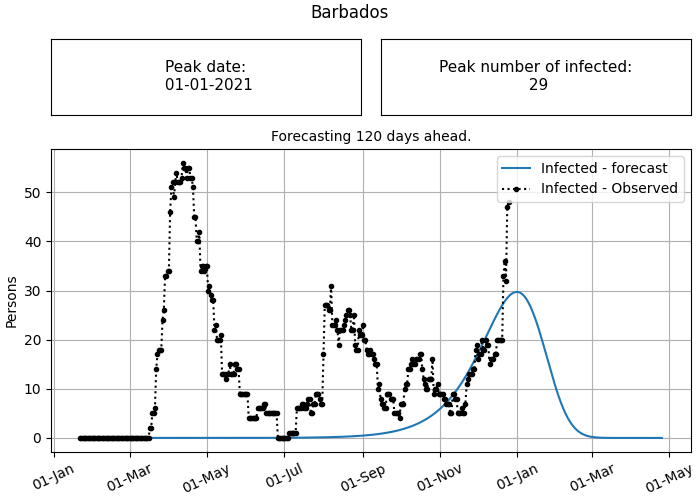 Barbados
Peak date:
01-01-2021
Peak number of infected:
29
Forecasting 120 days ahead.
Infected - forecast
Infected - Observed
Persons
50
40
30
20
10
0
01-Jan
01-Mar
01-May
01-Jul
01-Sep
01-Nov
01-Jan
01-Mar
01-May